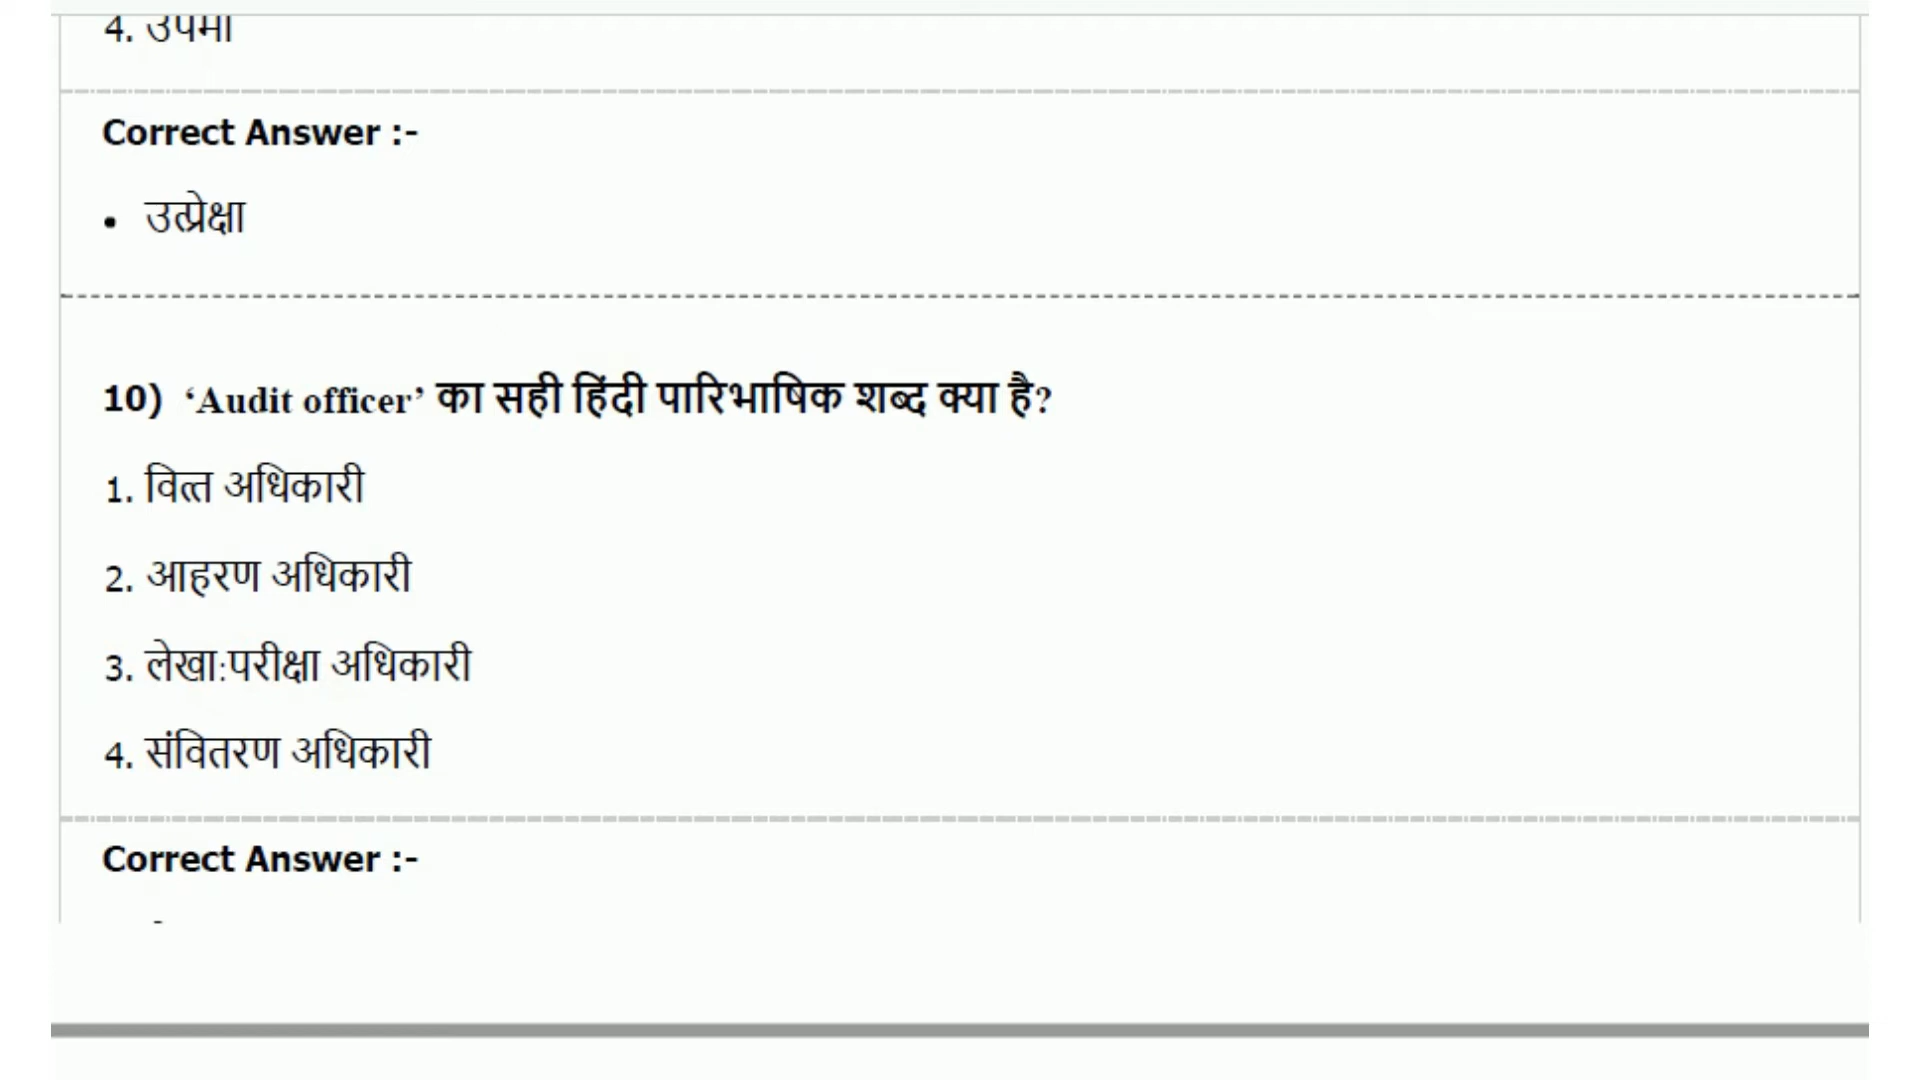 4. उपमा
Correct Answer :-
• उत्प्रेक्षा
10) ‘Audit officer’ का सही हिंदी पारिभाषिक शब्द क्या है?
1. वित्त अधिकारी
2. आहरण अधिकारी
3. लेखा:परीक्षा अधिकारी
4. संवितरण अधिकारी
Correct Answer :-